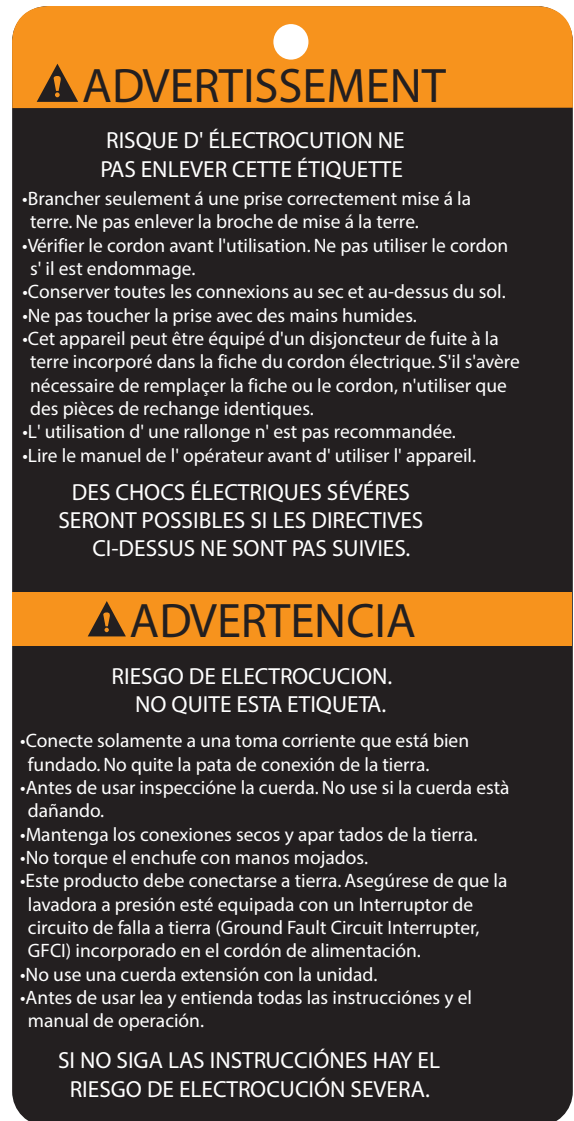 ADVERTISSEMENT
RISQUE D' ÉLECTROCUTION NE
PAS ENLEVER CETTE ÉTIQUETTE
•Brancher seulement á une prise correctement mise á la
terre. Ne pas enlever la broche de mise á la terre.
•Vérifier le cordon avant l'utilisation. Ne pas utiliser le cordon
s' il est endommage.
•Conserver toutes les connexions au sec et au-dessus du sol.
•Ne pas toucher la prise avec des mains humides.
•Cet appareil peut être équipé d'un disjoncteur de fuite à la
terre incorporé dans la fiche du cordon électrique. S'il s'avère
nécessaire de remplaçer la fiche ou le cordon, n'utiliser que
des pièces de rechange identiques.
•L' utilisation d' une rallonge n' est pas recommandée.
•Lire le manuel de l' opérateur avant d' utiliser l' appareil.
DES CHOCS ÉLECTRIQUES SÉVÉRES
SERONT POSSIBLES SI LES DIRECTIVES
CI-DESSUS NE SONT PAS SUIVIES.
ADVERTENCIA
RIESGO DE ELECTROCUCION.
NO QUITE ESTA ETIQUETA.
•Conecte solamente a una toma corriente que está bien
fundado. No quite la pata de conexión de la tierra.
•Antes de usar inspeccióne la cuerda. No use si la cuerda està
dañando.
•Mantenga los conexiones secos y apar tados de la tierra.
•No torque el enchufe con manos mojados.
•Este producto debe conectarse a tierra. Asegúrese de que la
lavadora a presión esté equipada con un Interruptor de
circuito de falla a tierra (Ground Fault Circuit Interrupter,
GFCI) incorporado en el cordón de alimentación.
•No use una cuerda extensión con la unidad.
•Antes de usar lea y entienda todas las instrucciónes y el
manual de operación.
SI NO SIGA LAS INSTRUCCIÓNES HAY EL
RIESGO DE ELECTROCUCIÓN SEVERA.